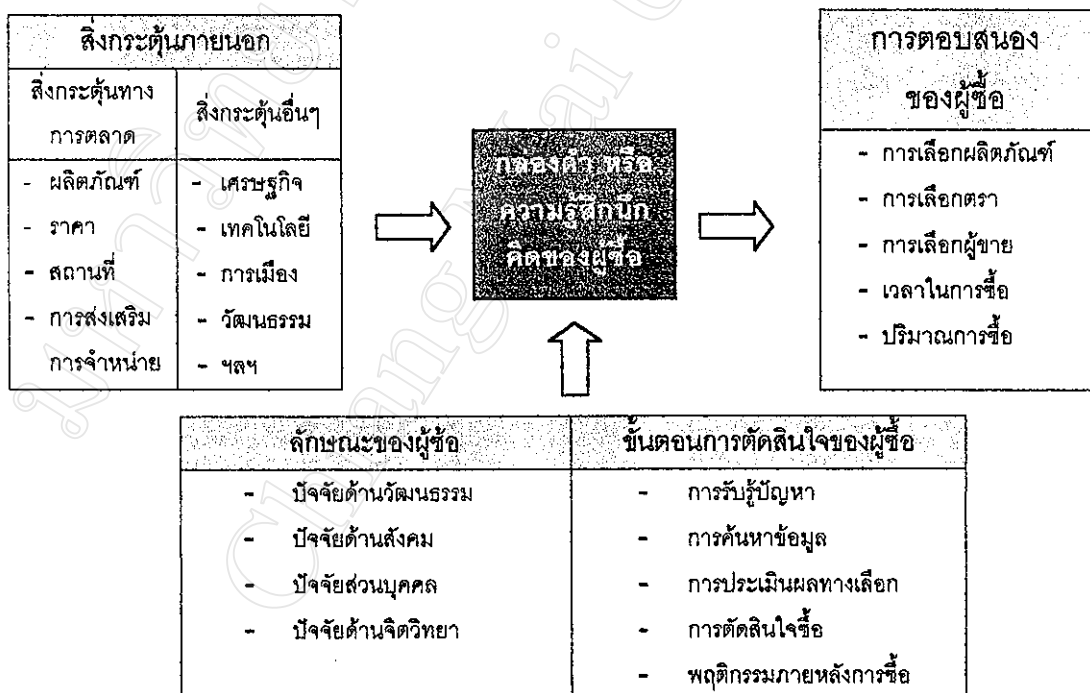 สิ่งกระตุ้นภายนอก
สิ่งกระตุ้นทาง
การตลาด
สิ่งกระตุ้นอื่นๆ
- ผลิตภัณฑ์
- ราคา
- สถานที่
- การส่งเสริม
การจำหน่าย
- เศรษฐกิจ
- เทคโนโลยี
- การเมือง
- วัฒนธรรม
- ฯลฯ
กล่องดำ หรือ
ความรู้สึกนึก
คิดของผู้ซื้อ
การตอบสนอง
ของผู้ซื้อ
- การเลือกผลิตภัณฑ์
- การเลือกตรา
- การเลือกผู้ขาย
- เวลาในการซื้อ
- ปริมาณการซื้อ
ลักษณะของผู้ซื้อ
- ปัจจัยด้านวัฒนธรรม
- ปัจจัยด้านสังคม
- ปัจจัยส่วนบุคคล
- ปัจจัยด้านจิตวิทยา
ขั้นตอนการตัดสินใจของผู้ซื้อ
- การรับรู้ปัญหา
- การค้นหาข้อมูล
- การประเมินผลทางเลือก
- การตัดสินใจซื้อ
- พฤติกรรมภายหลังการซื้อ
Chiang Mai